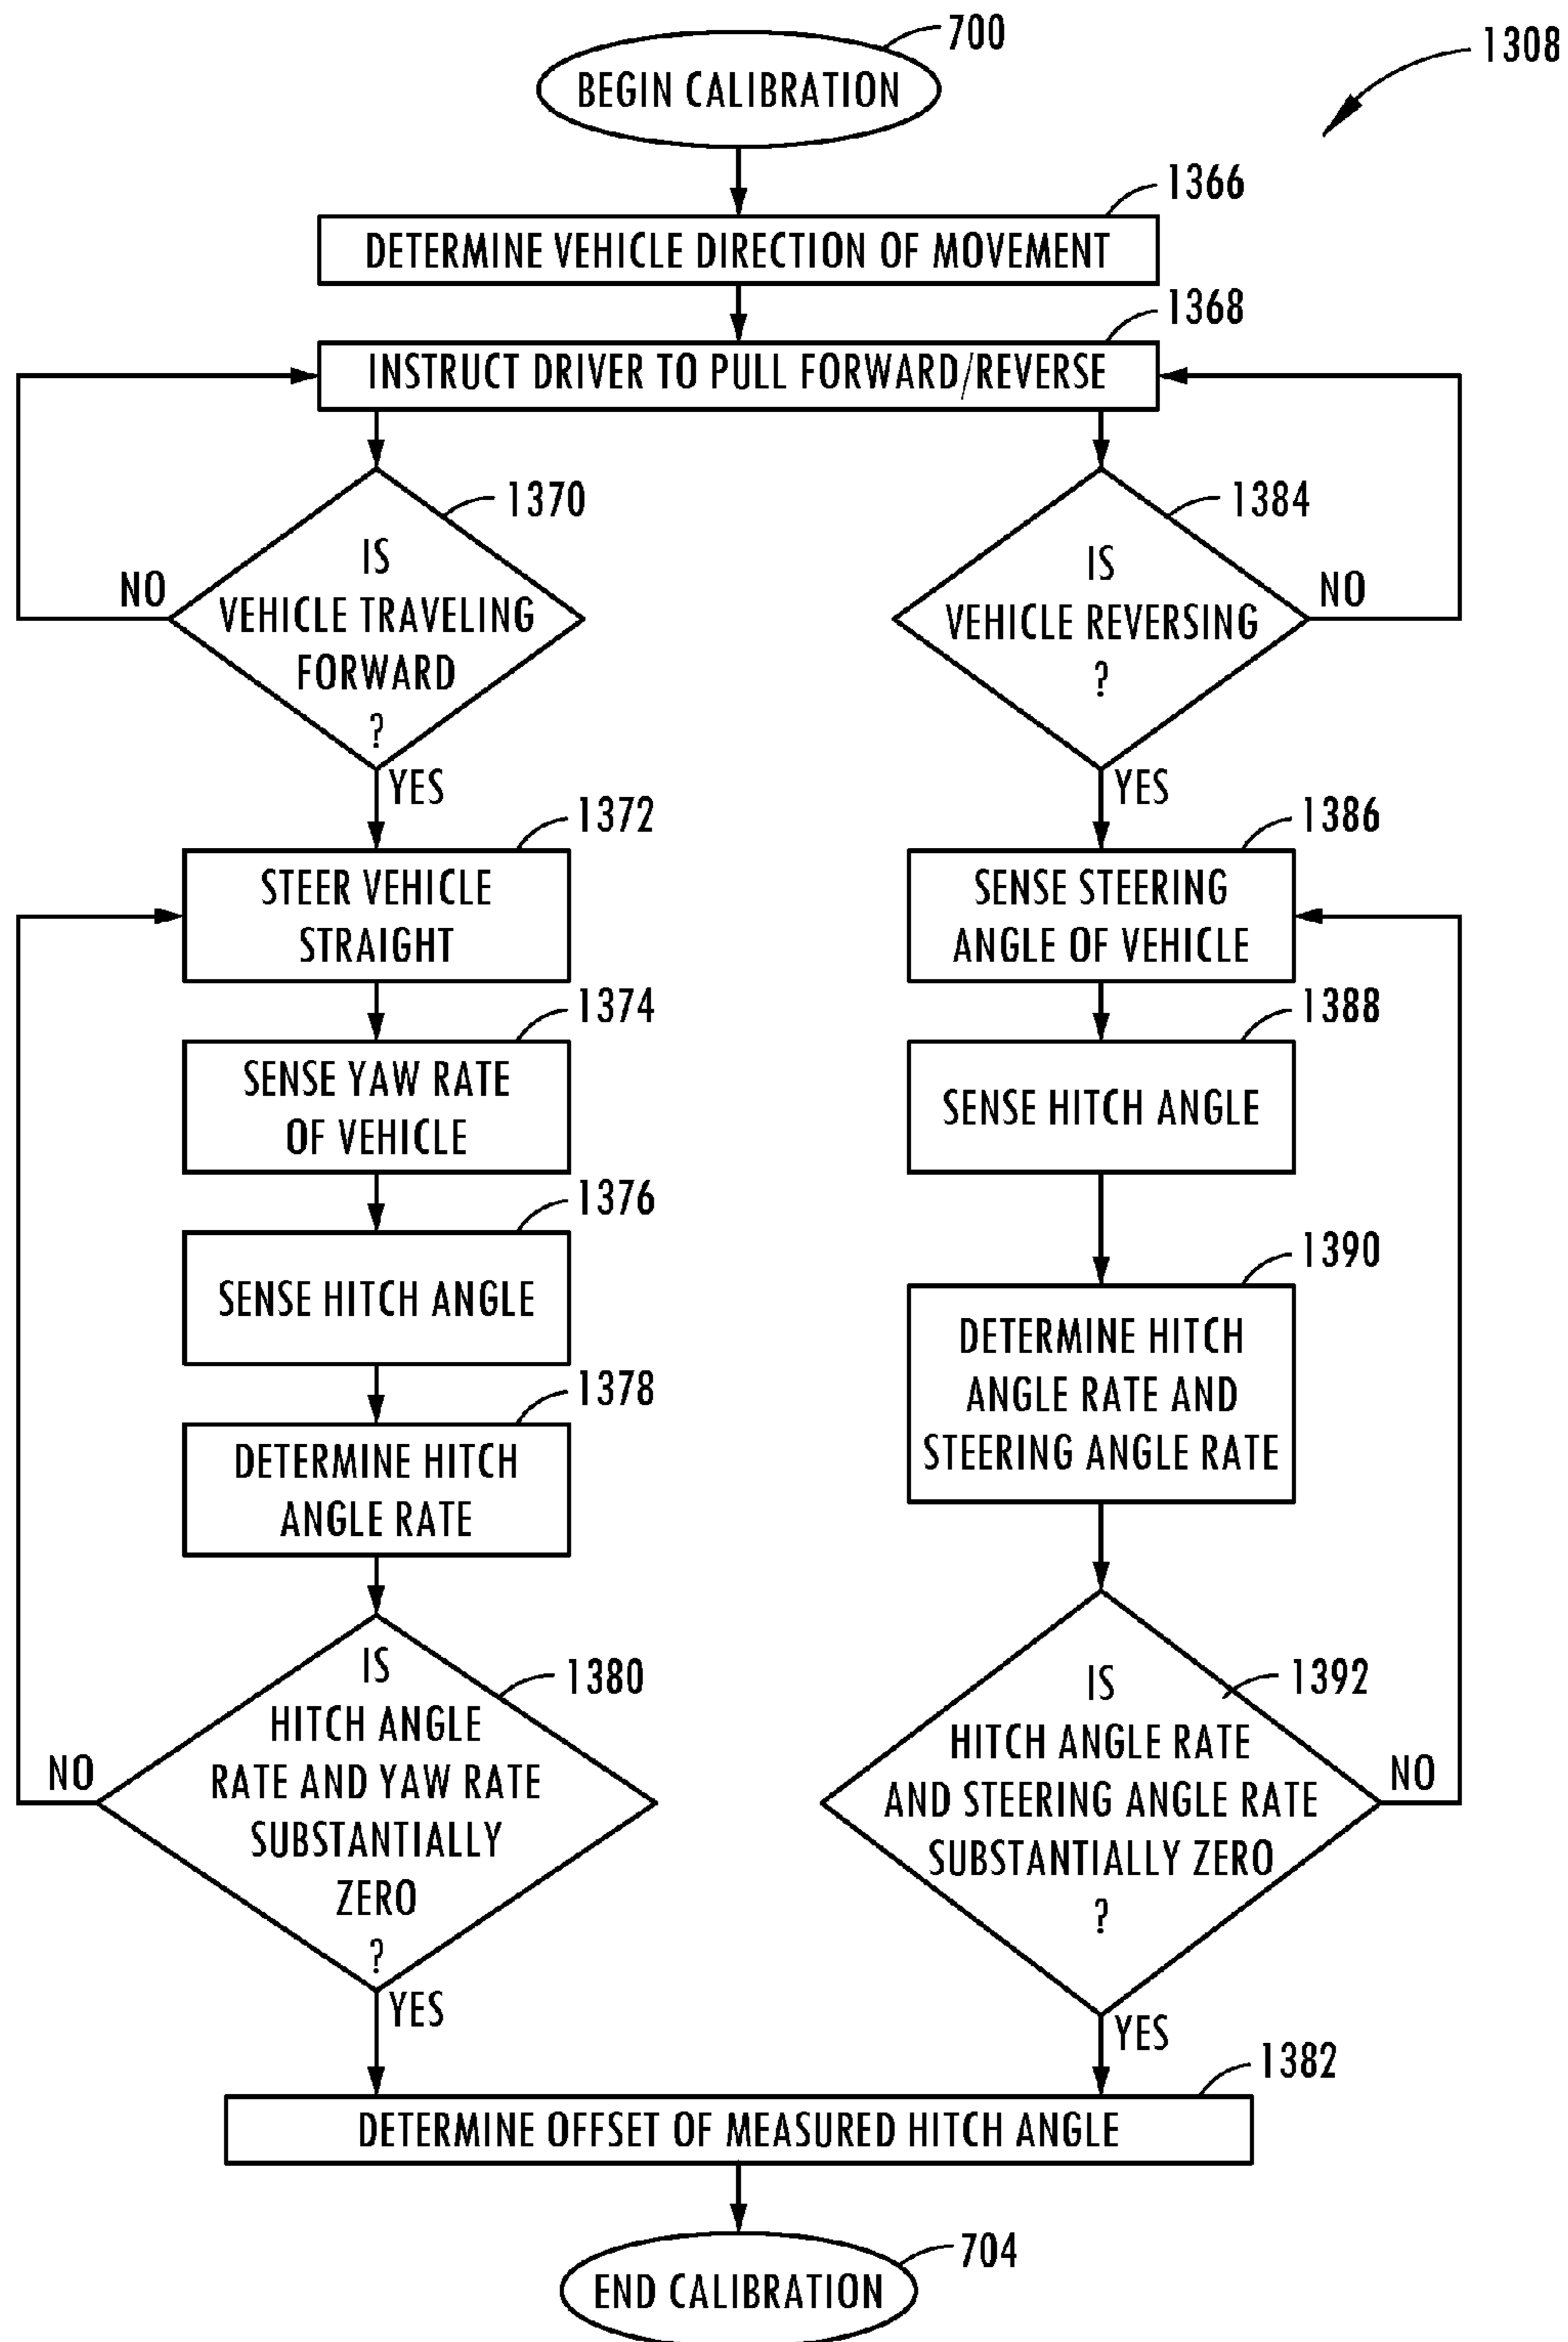 700
1308
BEGIN CALIBRATION
1366
DETERMINE VEHICLE DIRECTION OF MOVEMENT
1368
INSTRUCT DRIVER TO PULL FORWARD/REVERSE
1370
IS
VEHICLE TRAVELING
FORWARD
?
NO
YES
1372
STEER VEHICLE
STRAIGHT
1374
SENSE YAW RATE
OF VEHICLE
1376
SENSE HITCH ANGLE
1378
DETERMINE HITCH
ANGLE RATE
1380
IS
HITCH ANGLE
RATE AND YAW RATE
SUBSTANTIALLY
ZERO
?
NO
YES
1384
IS
VEHICLE REVERSING
?
NO
YES
1386
SENSE STEERING
ANGLE OF VEHICLE
1388
SENSE HITCH ANGLE
1390
DETERMINE HITCH
ANGLE RATE AND
STEERING ANGLE RATE
1392
IS
HITCH ANGLE RATE
AND STEERING ANGLE RATE
SUBSTANTIALLY ZERO
?
NO
YES
1382
DETERMINE OFFSET OF MEASURED HITCH ANGLE
704
END CALIBRATION